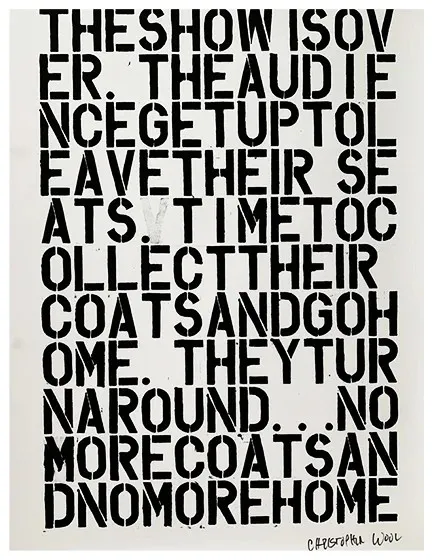 THESHOW ISOV
ER. THEAUDIE
NCEGETUPTOL
EAVETHEIR SE
ATS. TIMETOC
OLLECTTHEIR
COATSANDGOH
OME. THEYTUR
NAROUND...NO
MORECOATSAN
DNOMOREHOME
CHRISTOPHER WOOL